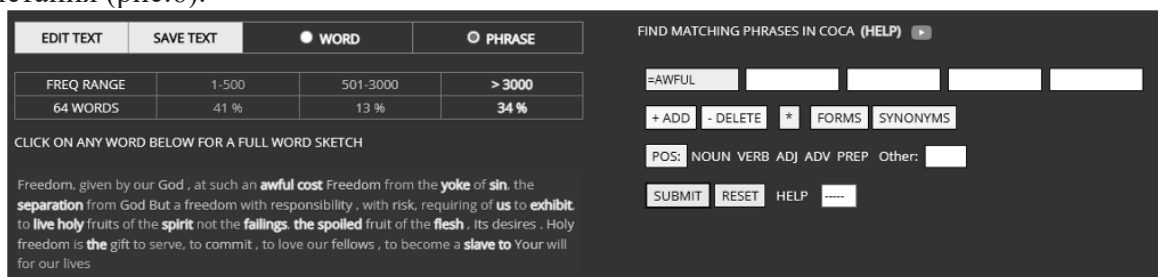 (рис.6).
EDIT TEXT SAVE TEXT WORD PHRASE
FREQ RANGE 1-500 501-3000 > 3000
64 WORDS 41 % 13 % 34 %
CLICK ON ANY WORD BELOW FOR A FULL WORD SKETCH
Freedom, given by our God , at such an awful cost Freedom from the yoke of sin, the
separation from God But a freedom with responsibility , with risk, requiring of us to exhibit,
to live holy fruits of the spirit not the failings, the spoiled fruit of the flesh , Its desires . Holy
freedom is the gift to serve, to commit , to love our fellows , to become a slave to Your will
for our lives
FIND MATCHING PHRASES IN COCA (HELP)
=AWFUL
+ ADD - DELETE * FORMS SYNONYMS
POS: NOUN VERB ADJ ADV PREP Other:
SUBMIT RESET HELP -----